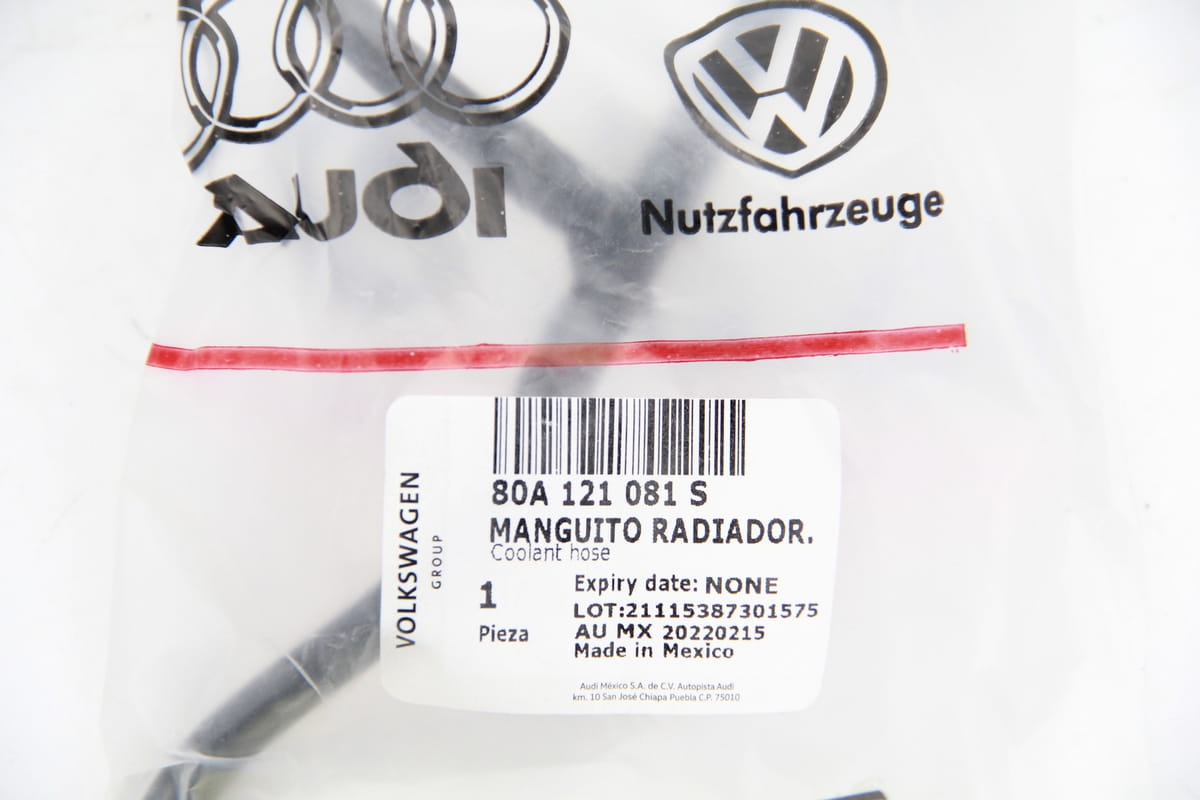 AUDI
Nutzfahrzeuge
VOLKSWAGEN
GROUP
80A 121 081 S
MANGUITO RADIADOR.
Coolant hose
1
Pieza
Expiry date: NONE
LOT:21115387301575
AU MX 20220215
Made in Mexico
Audi México S.A. de C.V. Autopista Audi
km. 10 San José Chiapa Puebla C.P. 75010